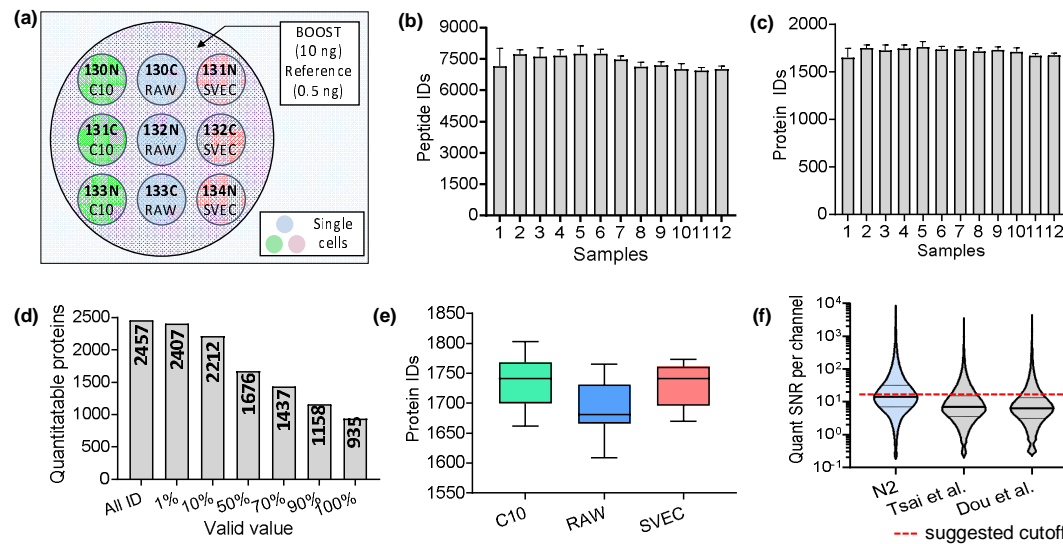 (a)
BOOST
(10 ng)
Reference
(0.5 ng)
130N
C10
130C
RAW
131N
SVEC
131C
C10
132N
RAW
132C
SVEC
133N
C10
133C
RAW
134N
SVEC
Single
cells
(b)
Peptide IDs
9000
7500
6000
4500
3000
1500
0
1 2 3 4 5 6 7 8 9 10 11 12
Samples
(c)
Protein IDs
2000
1500
1000
500
0
1 2 3 4 5 6 7 8 9 10 11 12
Samples
(d)
Quantitatable proteins
2500
2000
1500
1000
500
0
2457
2407
2212
1676
1437
1158
935
All ID 1% 10% 50% 70% 90% 100%
Valid value
(e)
Protein IDs
1850
1800
1750
1700
1650
1600
1550
C10 RAW SVEC
(f)
Quant SNR per channel
10⁴
10³
10²
10¹
10⁰
10⁻¹
N2 Tsai et al. Dou et al.
suggested cutoff